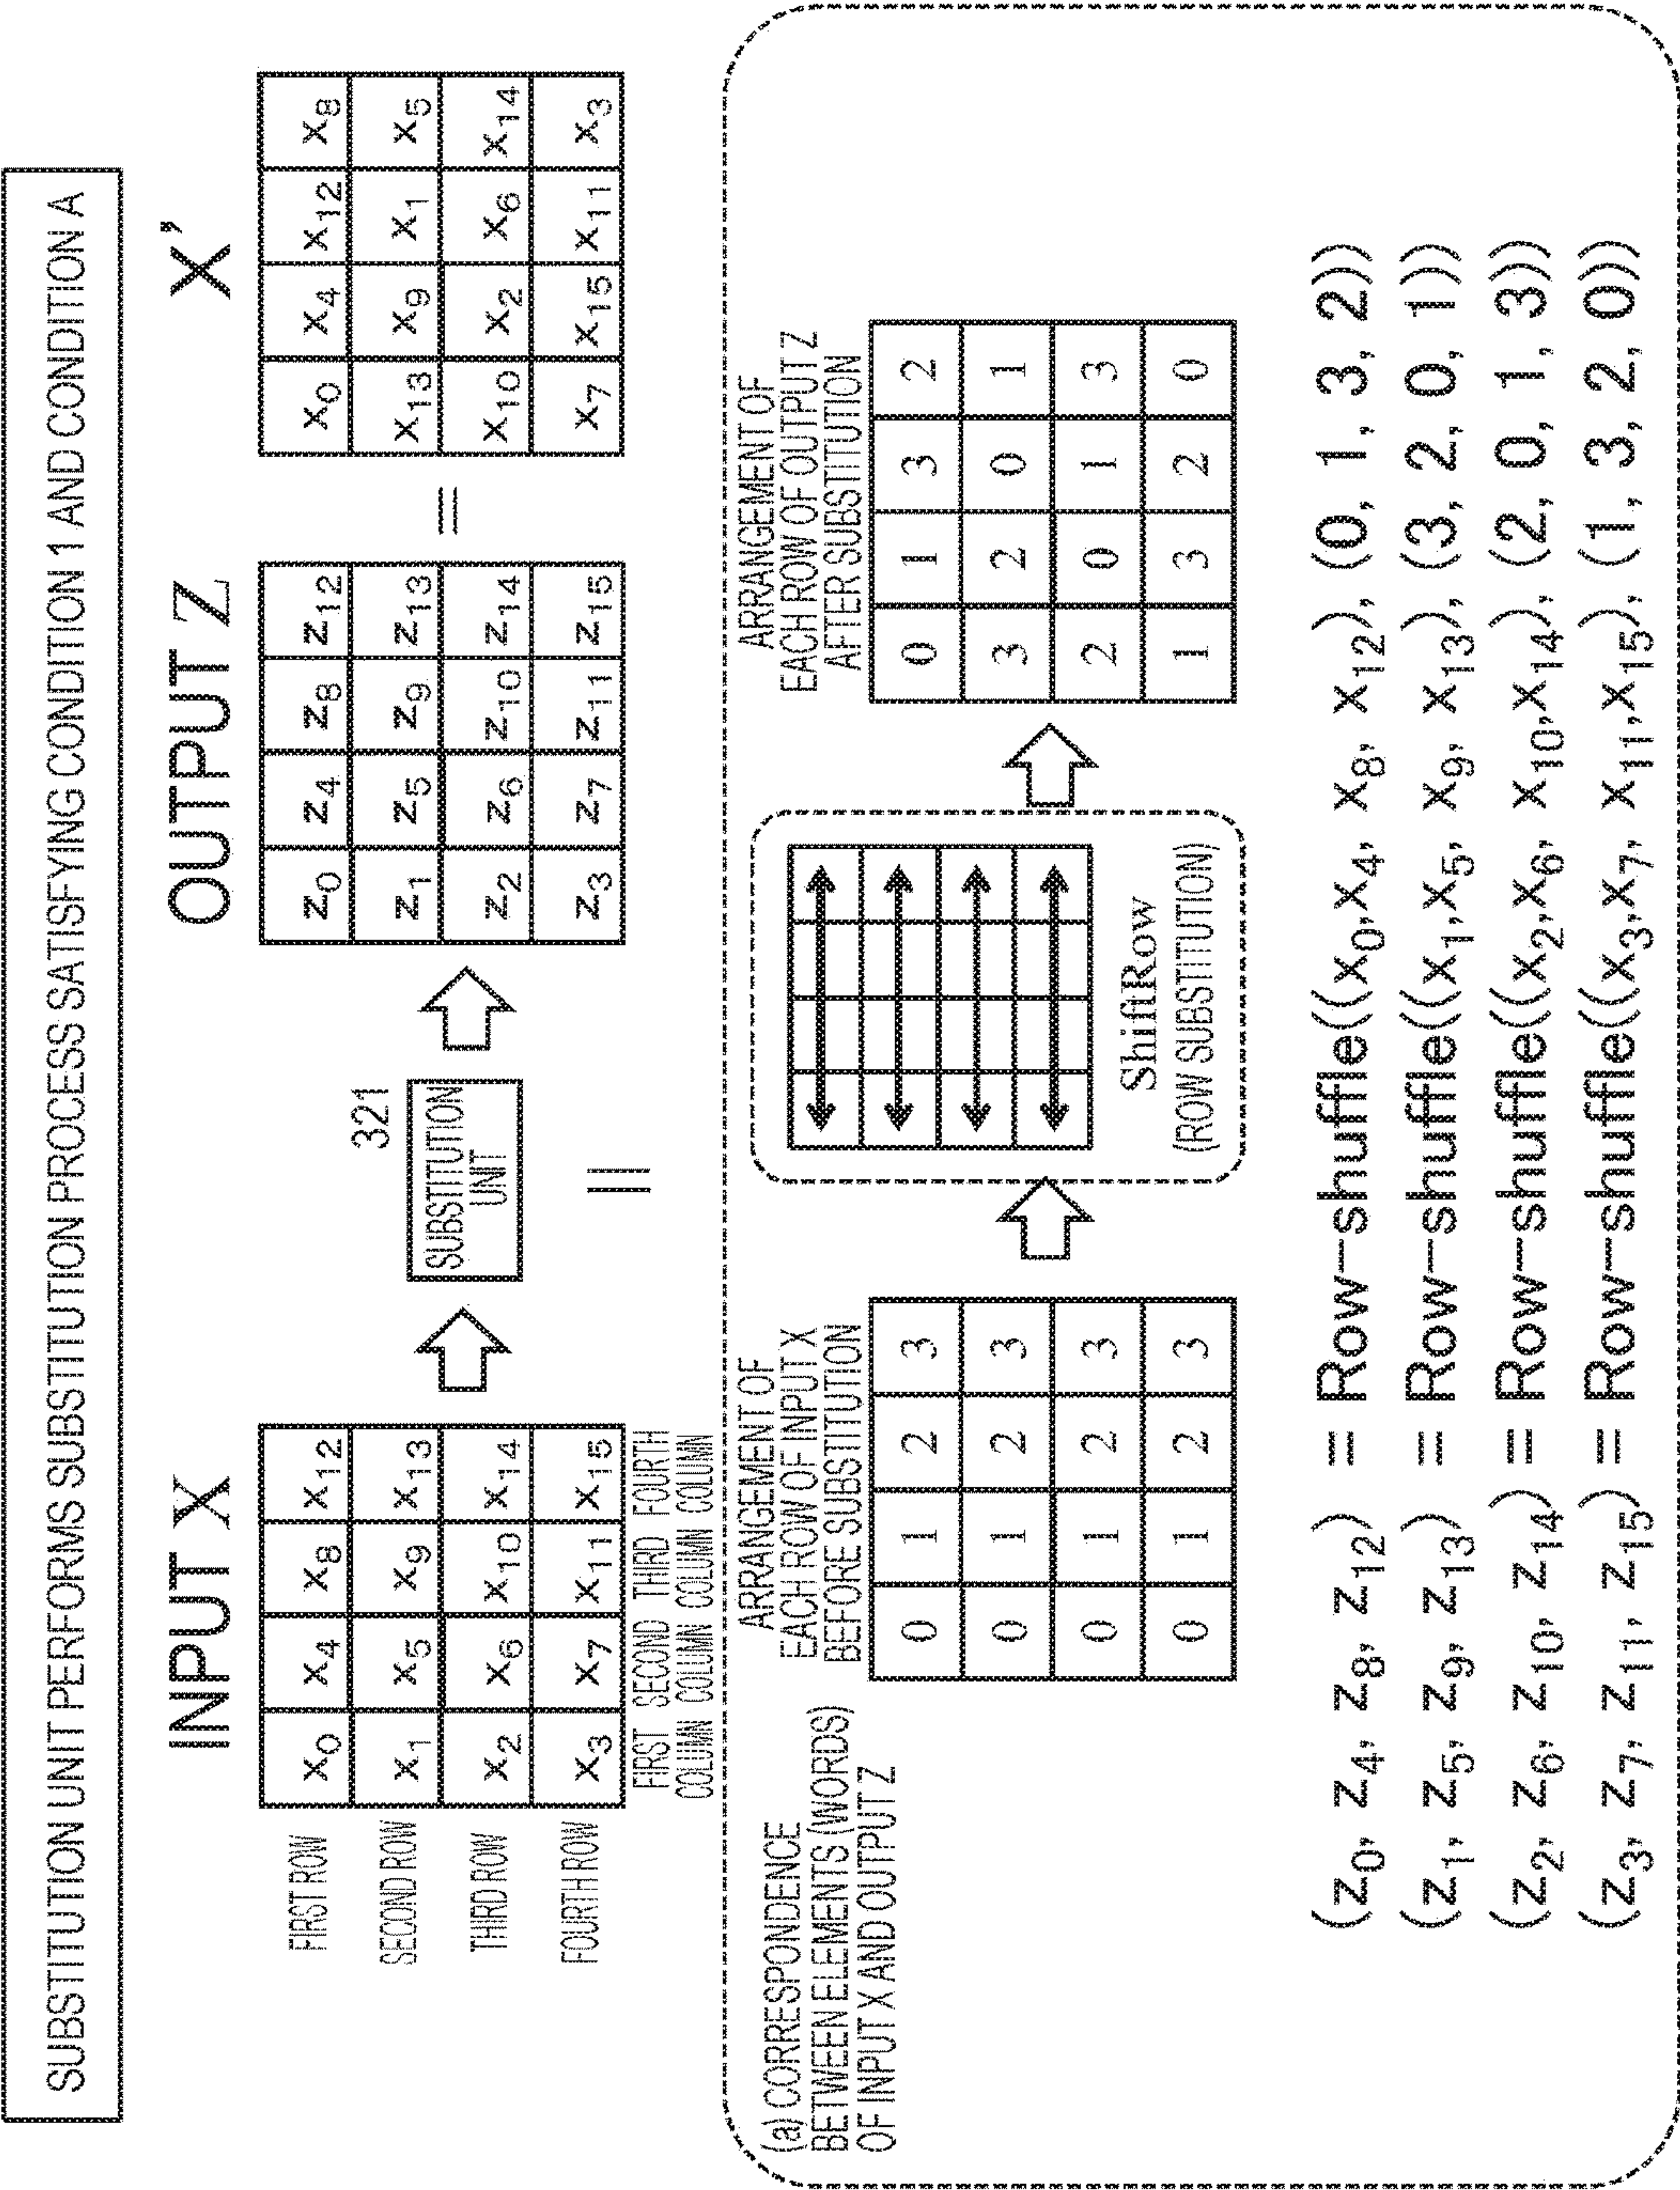 SUBSTITUTION UNIT PERFORMS SUBSTITUTION PROCESS SATISFYING CONDITION 1 AND CONDITION A
INPUT X
FIRST ROW
SECOND ROW
THIRD ROW
FOURTH ROW
x0 x4 x8 x12
x1 x5 x9 x13
x2 x6 x10 x14
x3 x7 x11 x15
FIRST SECOND THIRD FOURTH
COLUMN COLUMN COLUMN COLUMN
321
SUBSTITUTION
UNIT
OUTPUT Z
z0 z4 z8 z12
z1 z5 z9 z13
z2 z6 z10 z14
z3 z7 z11 z15
=
X'
x0 x4 x12 x8
x13 x9 x1 x5
x10 x2 x6 x14
x7 x15 x11 x3
=
(a) CORRESPONDENCE
BETWEEN ELEMENTS (WORDS)
OF INPUT X AND OUTPUT Z
ARRANGEMENT OF
EACH ROW OF INPUT X
BEFORE SUBSTITUTION
0 1 2 3
0 1 2 3
0 1 2 3
0 1 2 3
ShiftRow
(ROW SUBSTITUTION)
ARRANGEMENT OF
EACH ROW OF OUTPUT Z
AFTER SUBSTITUTION
0 1 3 2
3 2 0 1
2 0 1 3
1 3 2 0
(z0, z4, z8, z12) = Row-shuffle((x0,x4, x8, x12), (0, 1, 3, 2))
(z1, z5, z9, z13) = Row-shuffle((x1,x5, x9, x13), (3, 2, 0, 1))
(z2, z6, z10, z14) = Row-shuffle((x2,x6, x10,x14), (2, 0, 1, 3))
(z3, z7, z11, z15) = Row-shuffle((x3,x7, x11,x15), (1, 3, 2, 0))